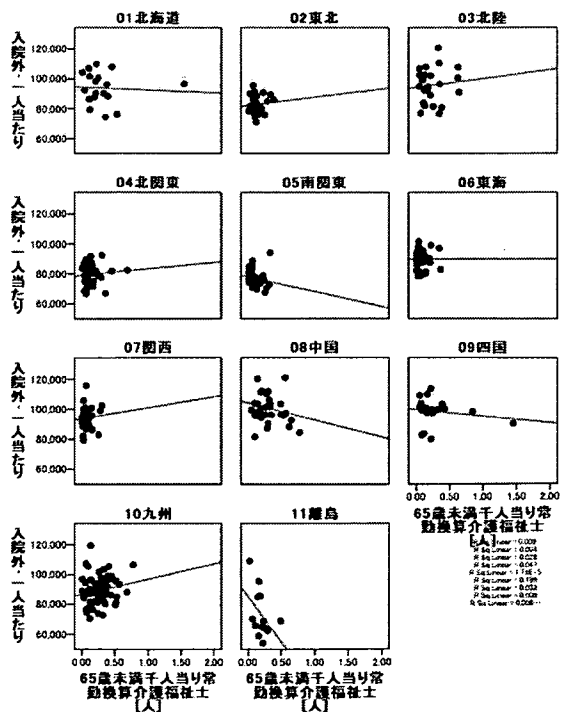 01北海道
02東北
03北陸
入院外・一人当たり
120,000
100,000
80,000
60,000
04北関東
05南関東
06東海
入院外・一人当たり
120,000
100,000
80,000
60,000
07関西
08中国
09四国
入院外・一人当たり
120,000
100,000
80,000
60,000
0.00 0.50 1.00 1.50 2.00
65歳未満千人当り常
勤換算介護福祉士
[人]
10九州
11離島
入院外・一人当たり
120,000
100,000
80,000
60,000
0.00 0.50 1.00 1.50 2.00
0.00 0.50 1.00 1.50 2.00
65歳未満千人当り常
勤換算介護福祉士
[人]
65歳未満千人当り常
勤換算介護福祉士
[人]